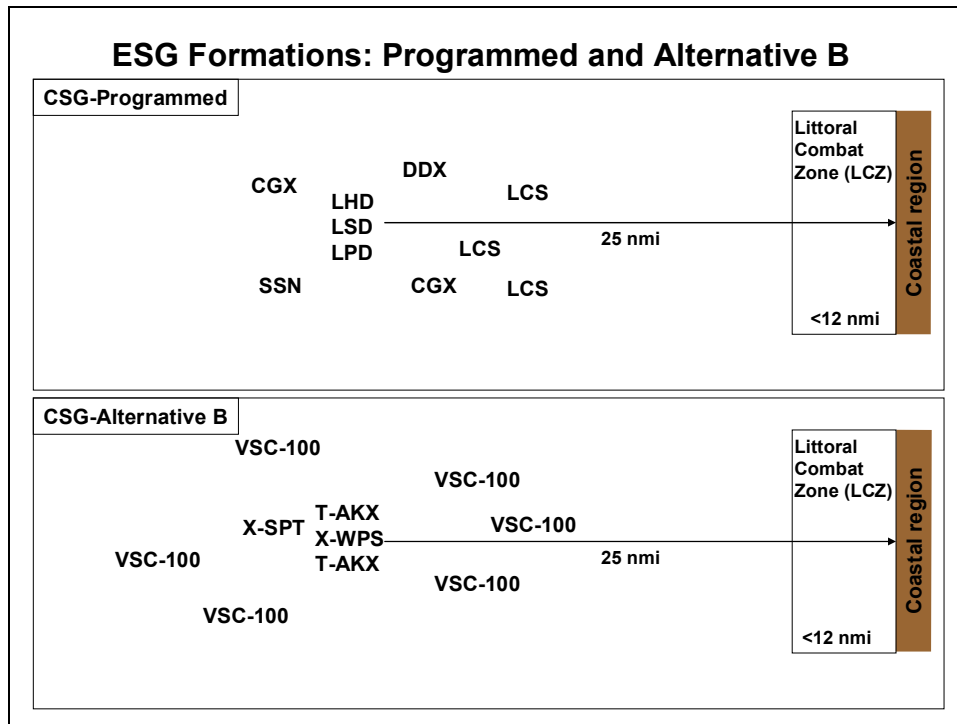 ESG Formations: Programmed and Alternative B
CSG-Programmed
Littoral
Combat
Zone (LCZ)
Coastal region
DDX
CGX
LCS
LHD
LSD
LPD
25 nmi
LCS
SSN
CGX
LCS
<12 nmi
CSG-Alternative B
VSC-100
Littoral
Combat
Zone (LCZ)
Coastal region
VSC-100
T-AKX
X-SPT
X-WPS
VSC-100
T-AKX
25 nmi
VSC-100
VSC-100
VSC-100
<12 nmi